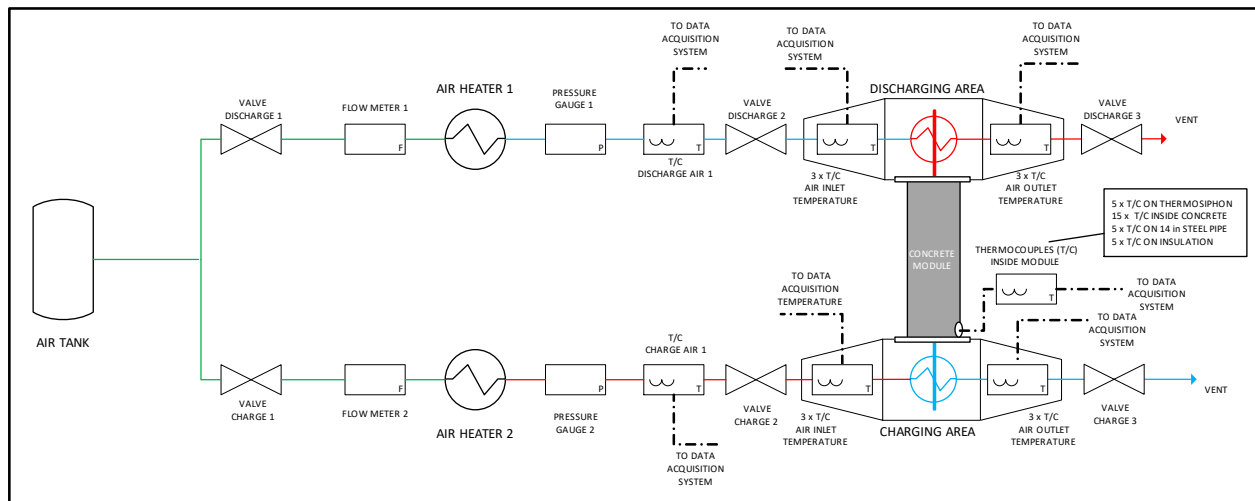 TO DATA
ACQUISITION
SYSTEM
TO DATA
ACQUISITION
SYSTEM
TO DATA
ACQUISITION
SYSTEM
VALVE
DISCHARGE 1
FLOW METER 1
AIR HEATER 1
PRESSURE
GAUGE 1
VALVE
DISCHARGE 2
DISCHARGING AREA
VALVE
DISCHARGE 3
VENT
F
P
T
T
T
T/C
DISCHARGE AIR 1
3 x T/C
AIR INLET
TEMPERATURE
3 x T/C
AIR OUTLET
TEMPERATURE
5 x T/C ON THERMOSIPHON
15 x T/C INSIDE CONCRETE
5 x T/C ON 14 in STEEL PIPE
5 x T/C ON INSULATION
CONCRETE
MODULE
THERMOCOUPLES (T/C)
INSIDE MODULE
T
TO DATA
ACQUISITION
SYSTEM
TO DATA
ACQUISITION
TEMPERATURE
TO DATA
ACQUISITION
SYSTEM
AIR TANK
T/C
CHARGE AIR 1
F
P
T
T
T
VALVE
CHARGE 1
FLOW METER 2
AIR HEATER 2
PRESSURE
GAUGE 2
VALVE
CHARGE 2
3 x T/C
AIR INLET
TEMPERATURE
CHARGING AREA
3 x T/C
AIR OUTLET
TEMPERATURE
VALVE
CHARGE 3
VENT
TO DATA
ACQUISITION
SYSTEM